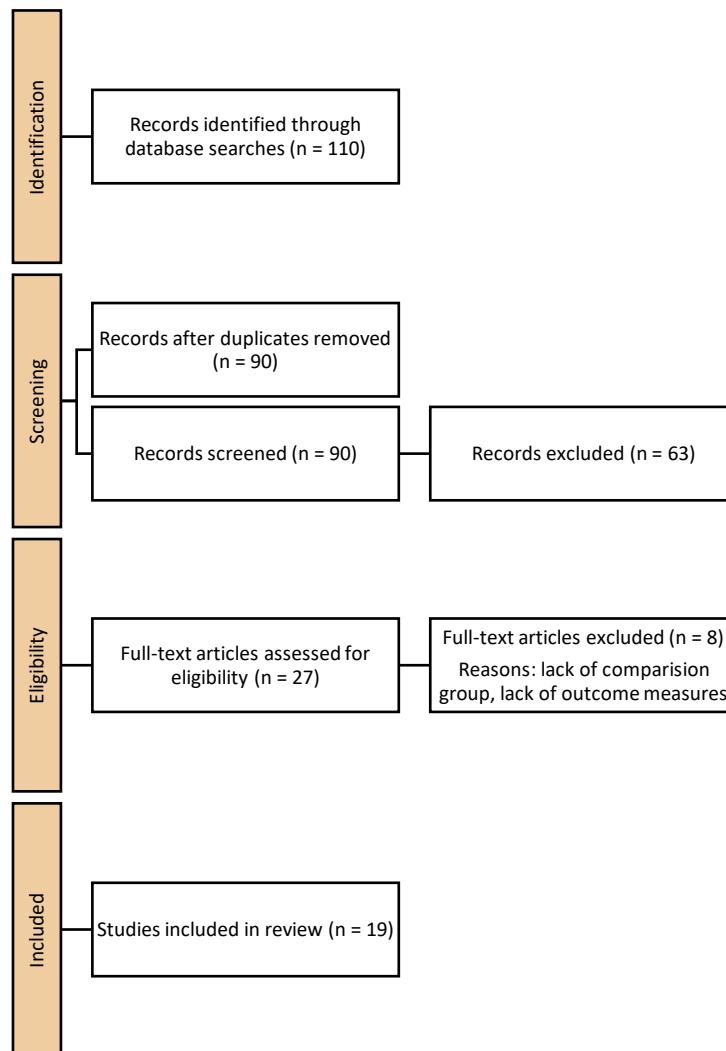 Identification
Records identified through
database searches (n = 110)
Screening
Records after duplicates removed
(n = 90)
Records screened (n = 90)
Records excluded (n = 63)
Eligibility
Full-text articles assessed for
eligibility (n = 27)
Full-text articles excluded (n = 8)
Reasons: lack of comparision
group, lack of outcome measures
Included
Studies included in review (n = 19)